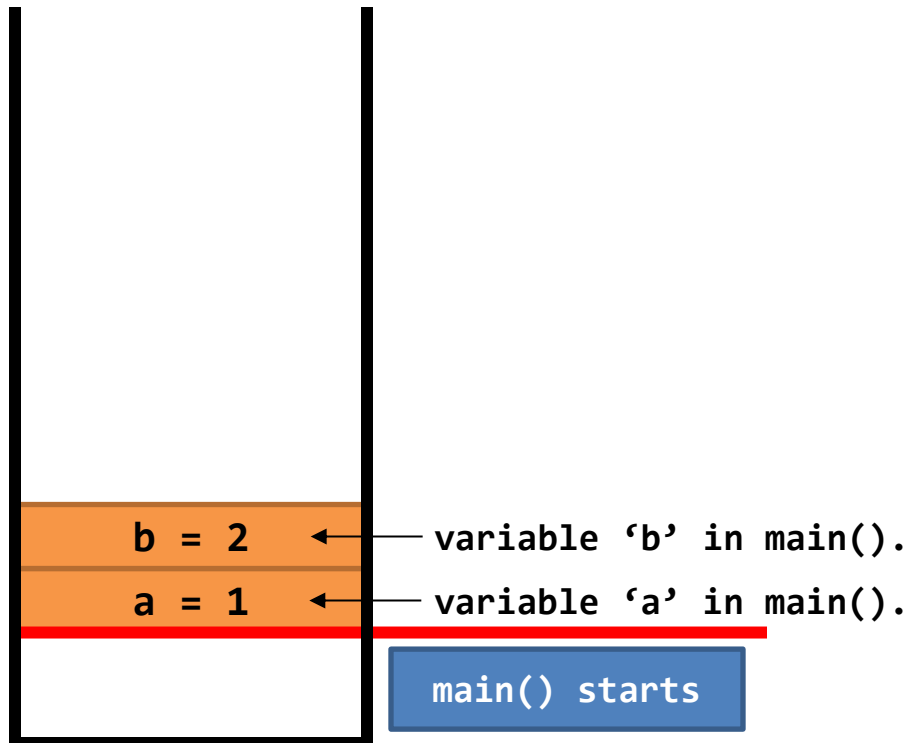 b = 2 variable ‘b’ in main().
a = 1 variable ‘a’ in main().
main() starts